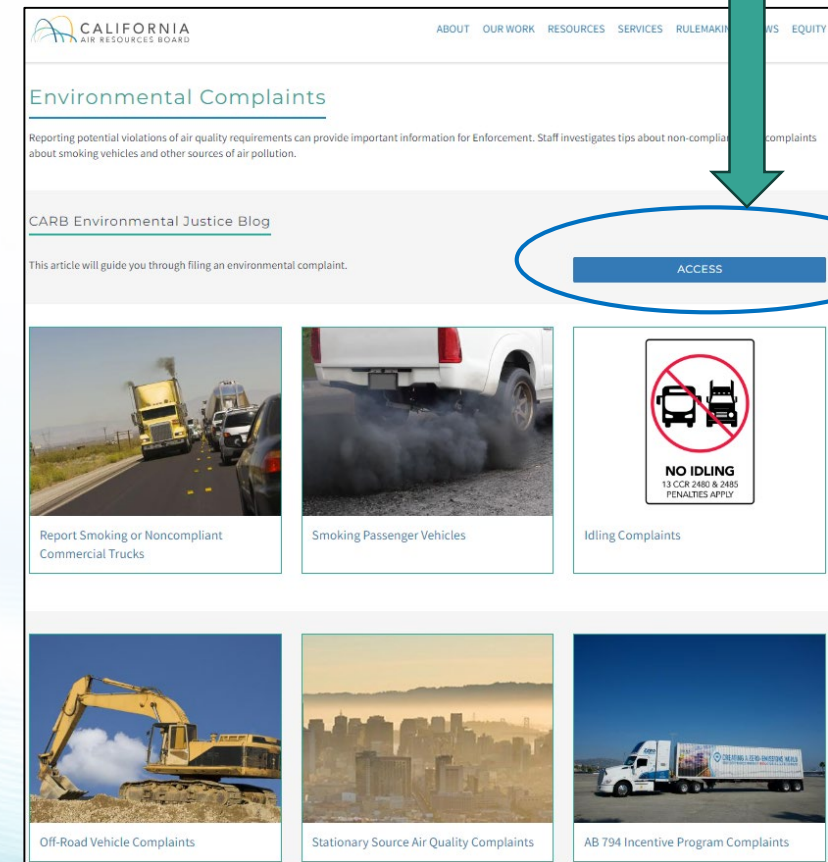 CALIFORNIA
AIR RESOURCES BOARD
ABOUT OUR WORK RESOURCES SERVICES EQUITY
Environmental Complaints
Reporting potential violations of air quality requirements can provide important information for Enforcement. Staff investigates tips about complaints
about smoking vehicles and other sources of air pollution.
CARB Environmental Justice Blog
This article will guide you through filing an environmental complaint.
ACCESS
NO IDLING
13 CCR 2480 & 2485
PENALTIES APPLY
Report Smoking or Noncompliant
Commercial Trucks
Smoking Passenger Vehicles
Idling Complaints
CREATING A ZERO-EMISSIONS WORLD
Off-Road Vehicle Complaints
Stationary Source Air Quality Complaints
AB 794 Incentive Program Complaints